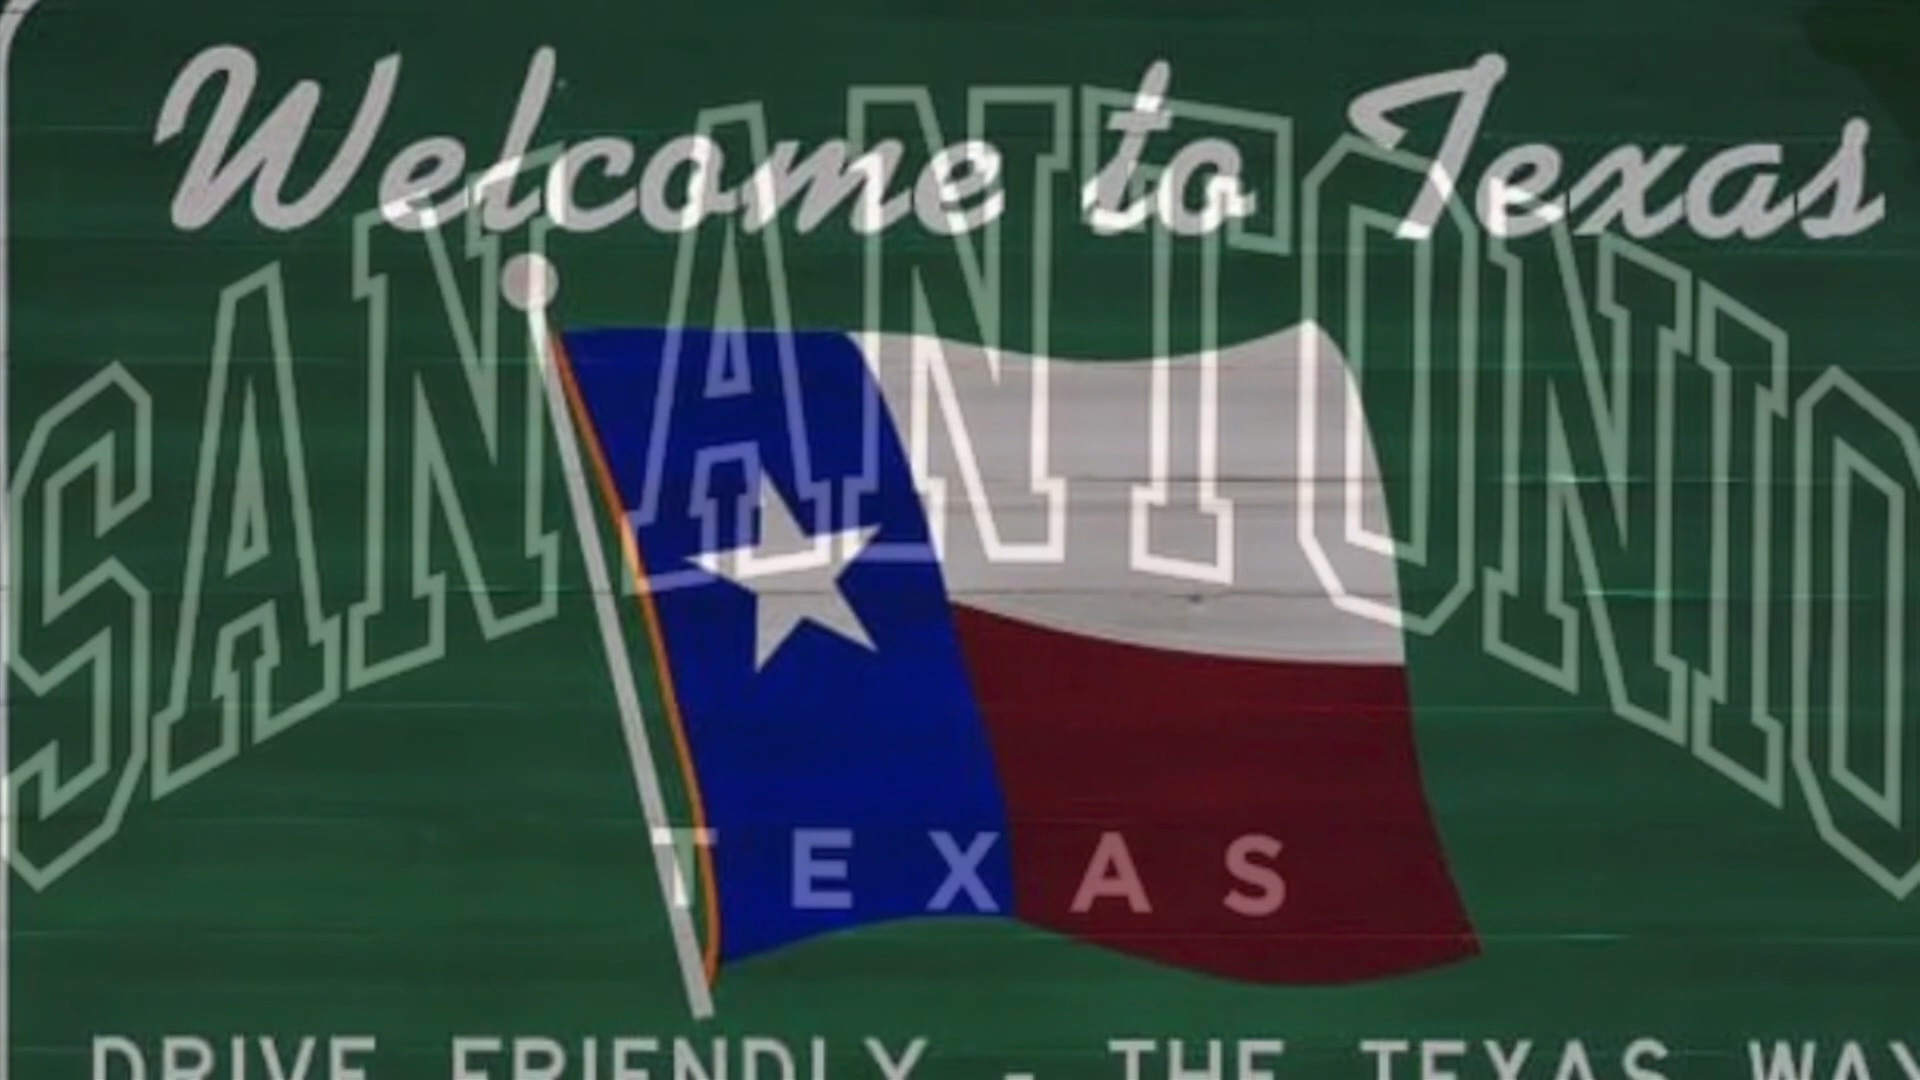 Welcome to Texas
SAN ANTONIO
TEXAS
DRIVE FRIENDLY - THE TEXAS WAY